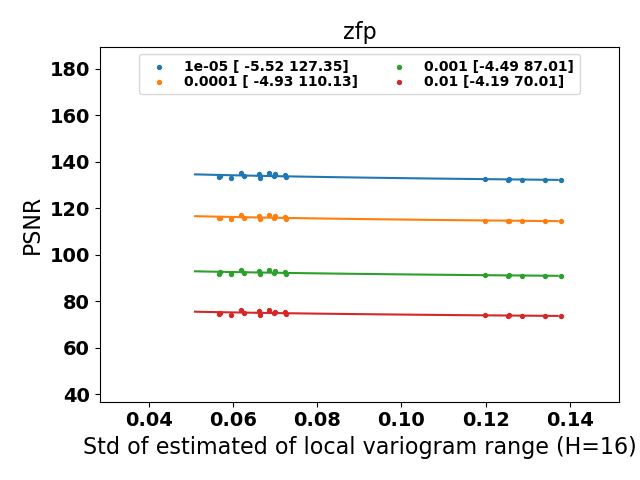 zfp
1e-05 [ -5.52 127.35]
0.0001 [ -4.93 110.13]
0.001 [-4.49 87.01]
0.01 [-4.19 70.01]
PSNR
180
160
140
120
100
80
60
40
0.04 0.06 0.08 0.10 0.12 0.14
Std of estimated of local variogram range (H=16)